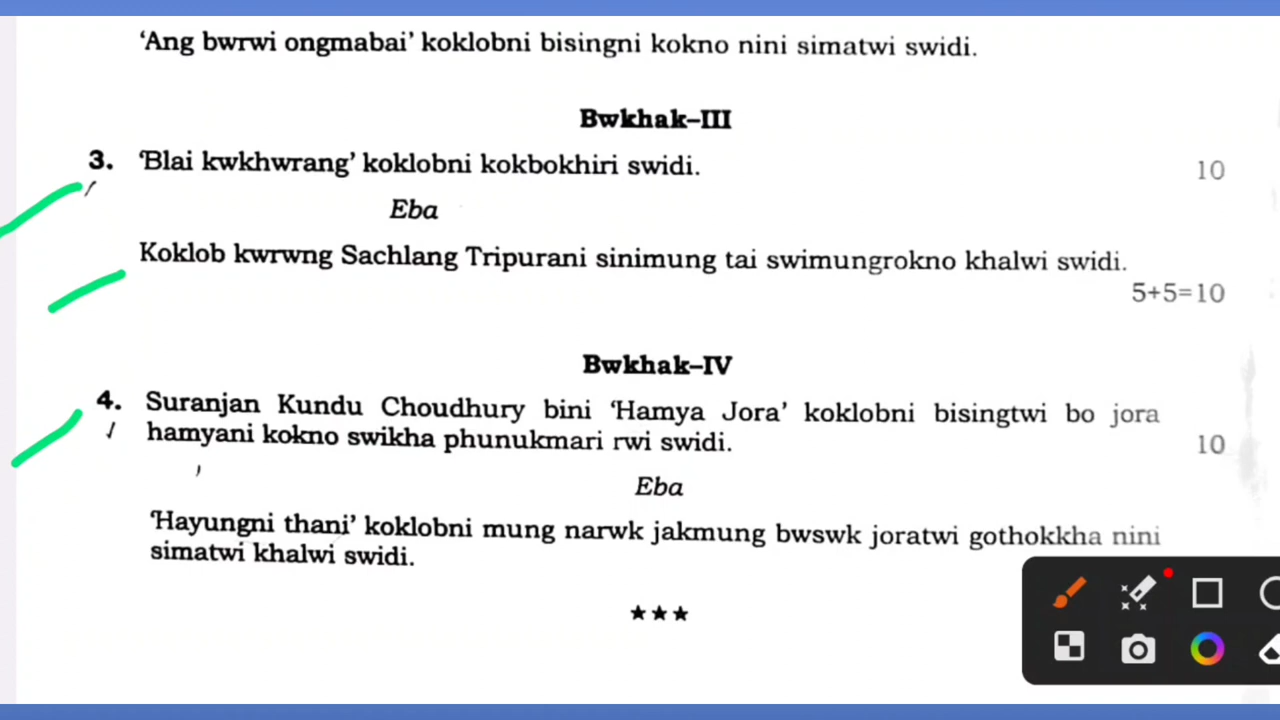 'Ang bwrwi ongmabai' koklobni bisingni kokno nini simatwi swidi.
Bwkhak–III
3. 'Blai kwkhwrang' koklobni kokbokhiri swidi. 10
Eba
Koklob kwrwng Sachlang Tripurani sinimung tai swimungrokno khalwi swidi.
5+5=10
Bwkhak–IV
4. Suranjan Kundu Choudhury bini 'Hamya Jora' koklobni bisingtwi bo jora
hamyani kokno swikha phunukmari rwi swidi. 10
Eba
'Hayungni thani' koklobni mung narwk jakmung bwswk joratwi gothokkha nini
simatwi khalwi swidi.
★★★